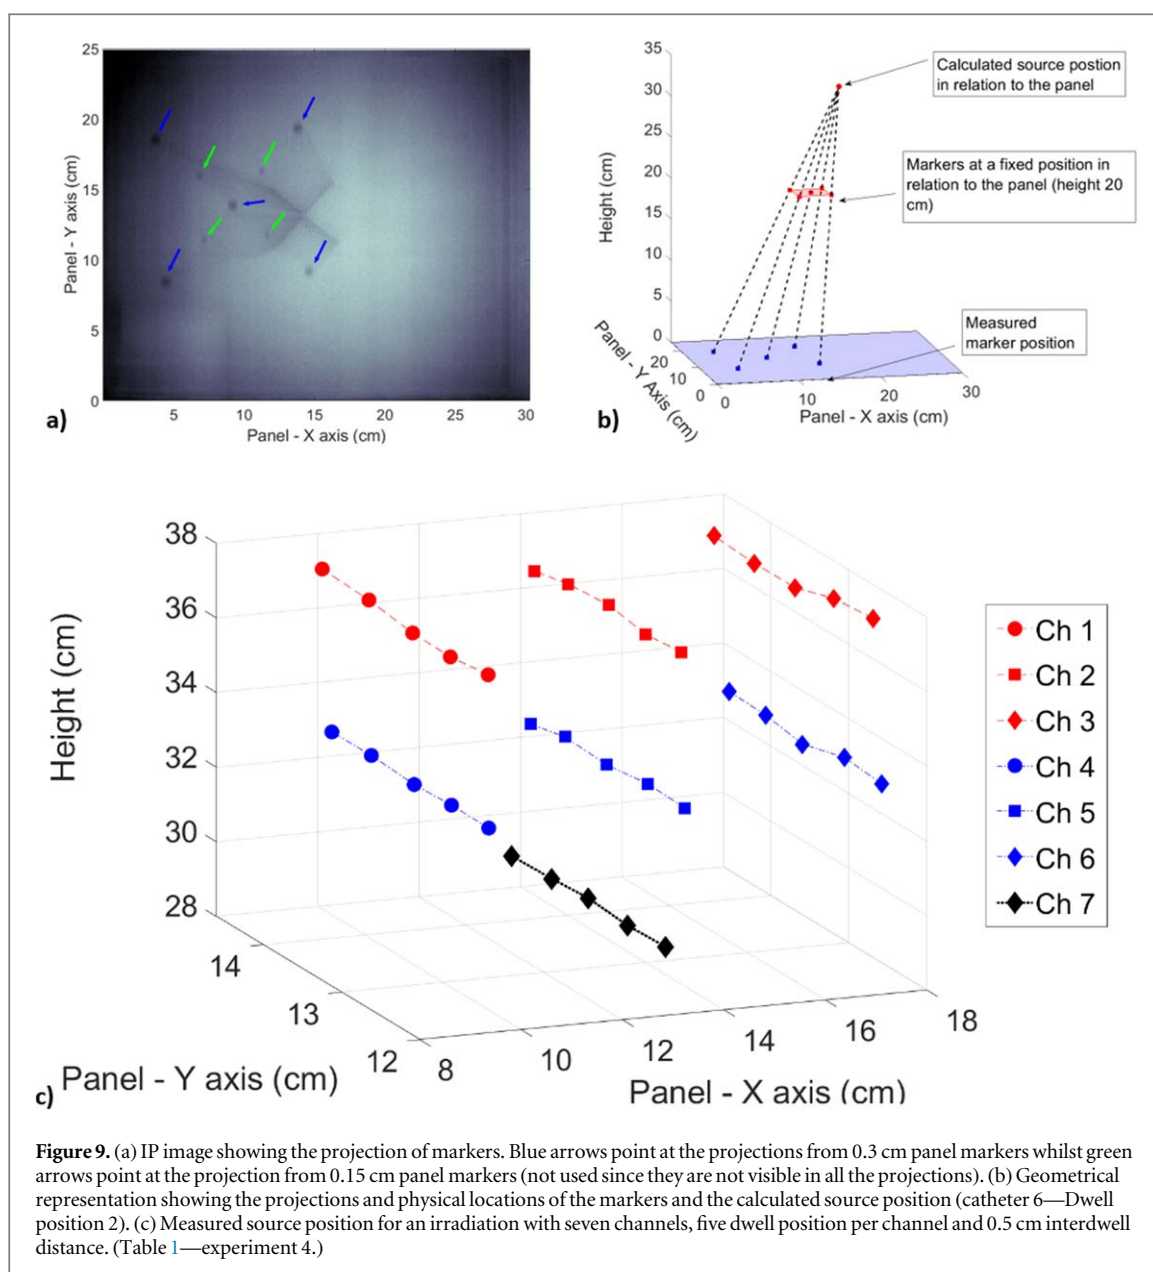 25
20
15
10
5
0
Panel - Y axis (cm)
5
10
15
20
25
30
Panel - X axis (cm)
a)
35
30
25
20
15
10
5
0
Height (cm)
20
10
0
Panel - Y Axis (cm)
0
10
20
30
Panel - X axis (cm)
Calculated source postion
in relation to the panel
Markers at a fixed position in
relation to the panel (height 20
cm)
Measured
marker position
b)
38
36
34
32
30
28
Height (cm)
14
13
12
Panel - Y axis (cm)
8
10
12
14
16
18
Panel - X axis (cm)
Ch 1
Ch 2
Ch 3
Ch 4
Ch 5
Ch 6
Ch 7
c)
Figure 9. (a) IP image showing the projection of markers. Blue arrows point at the projections from 0.3 cm panel markers whilst green
arrows point at the projection from 0.15 cm panel markers (not used since they are not visible in all the projections). (b) Geometrical
representation showing the projections and physical locations of the markers and the calculated source position (catheter 6—Dwell
position 2). (c) Measured source position for an irradiation with seven channels, five dwell position per channel and 0.5 cm interdwell
distance. (Table 1—experiment 4.)